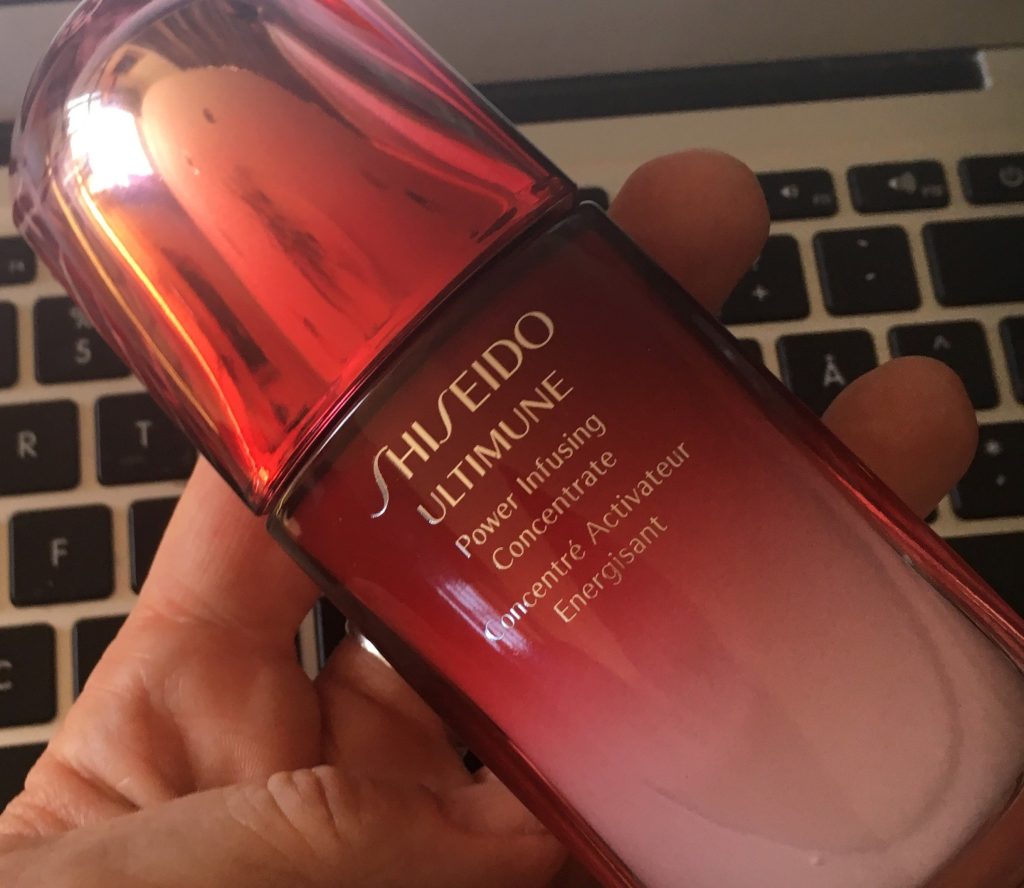 SHISEIDO
ULTIMUNE
Power Infusing
Concentrate
Concentré Activateur
Energisant
S
R
T
F
C
+
Å
^
*